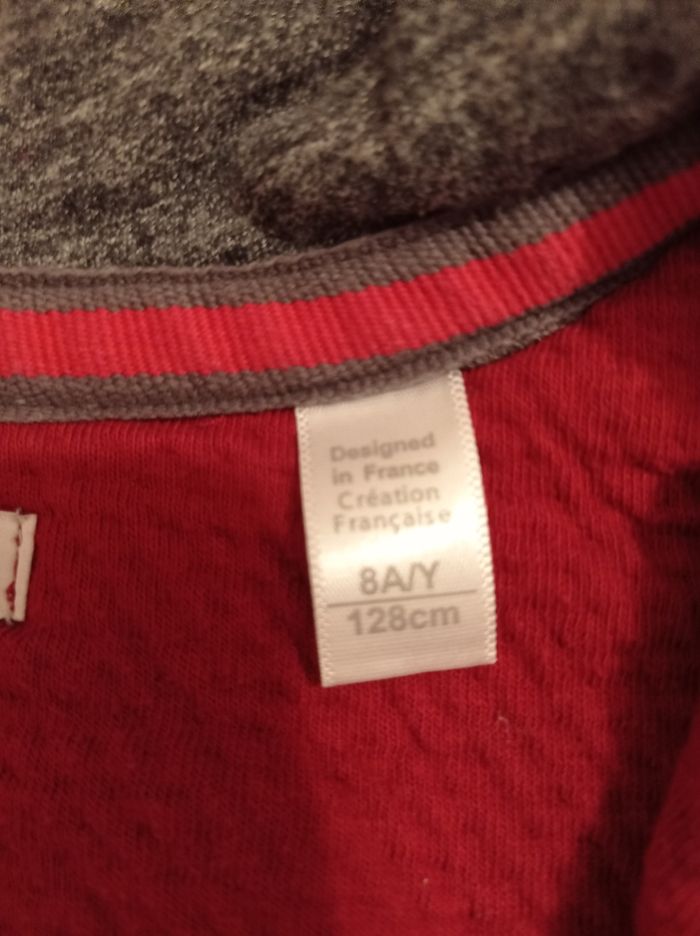 Designed
in France
Création
Française
8A/Y
128cm